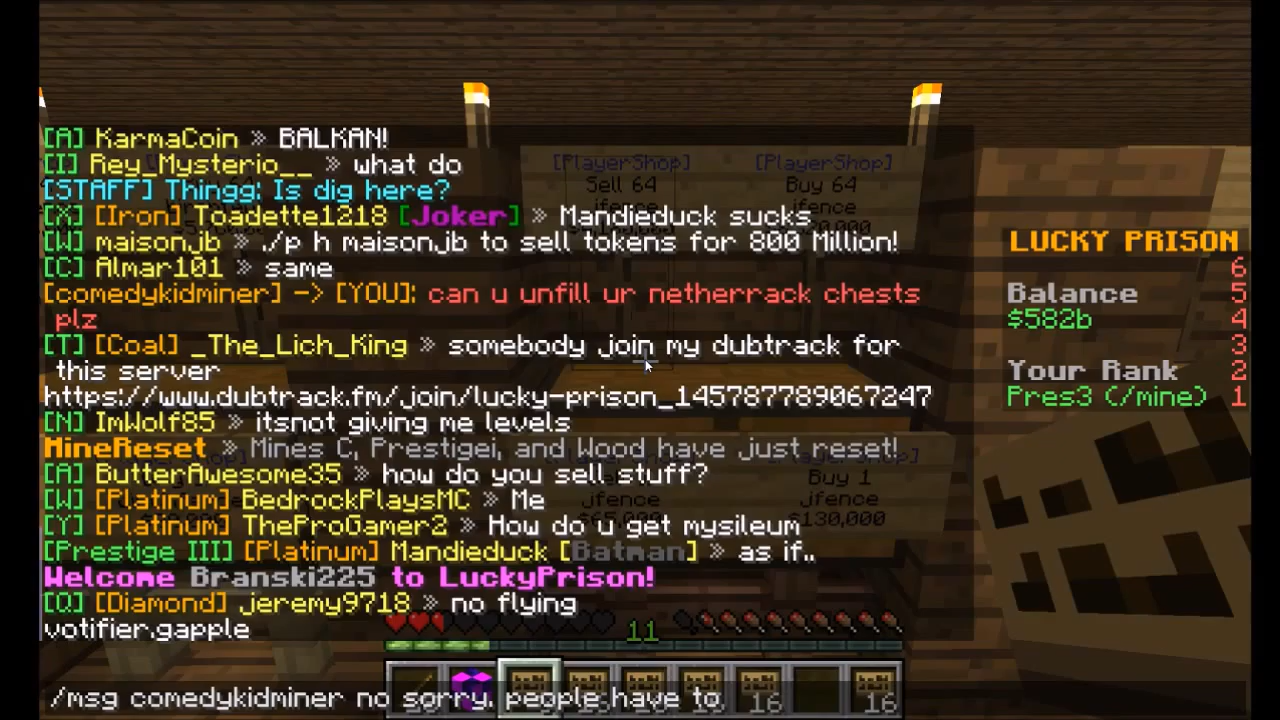 [A] KarmaCoin » BALKAN!
[I] Rey_Mysterio__ » what do
[STAFF] Thingg: Is dig here?
[X] [Iron] Toadette1218 [Joker] » Mandieduck sucks
[W] maisonjb » ./p h maisonjb to sell tokens for 800 Million!
[C] Almar101 » same
[comedykidminer] -> [YOU]: can u unfill ur netherrack chests
plz
[T] [Coal] _The_Lich_King » somebody join my dubtrack for
this server
https://www.dubtrack.fm/join/lucky-prison_145787789067247
[N] ImWolf85 » itsnot giving me levels
MineReset » Mines C, Prestigei, and Wood have just reset!
[A] ButterAwesome35 » how do you sell stuff?
[W] [Platinum] BedrockPlaysMC » Me
[Y] [Platinum] TheProGamer2 » How do u get mysileum
[Prestige III] [Platinum] Mandieduck [Batman] » as if..
Welcome Branski225 to LuckyPrison!
[Q] [Diamond] jeremy9718 » no flying
votifier.gapple
/msg comedykidminer no sorry. people have to
[PlayerShop]
Sell 64
jfence
[PlayerShop]
Buy 64
jfence
jfence
Buy 1
jfence
$130,000
LUCKY PRISON
6
Balance 5
$582b 4
3
Your Rank 2
Pres3 (/mine) 1
11
16
16